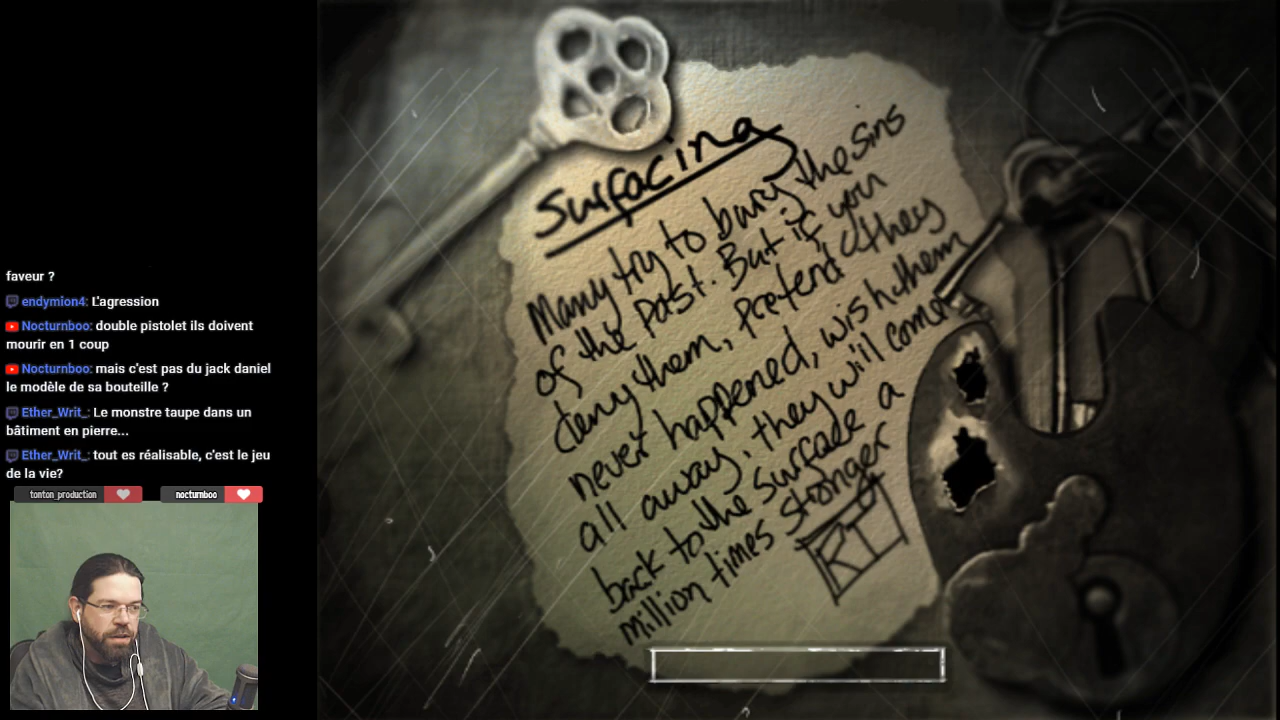 faveur ?
endymion4: L'agression
Nocturnboo: double pistolet ils doivent
mourir en 1 coup
Nocturnboo: mais c'est pas du jack daniel
le modèle de sa bouteille ?
Ether_Writ_: Le monstre taupe dans un
bâtiment en pierre...
Ether_Writ_: tout es réalisable, c'est le jeu
de la vie?
tonton_production
nocturnboo
Surfacing
Many try to bury the sins
of the past. But if you
deny them, pretend they
never happened, wish them
all away, they will come
back to the surface a
million times stronger
RI